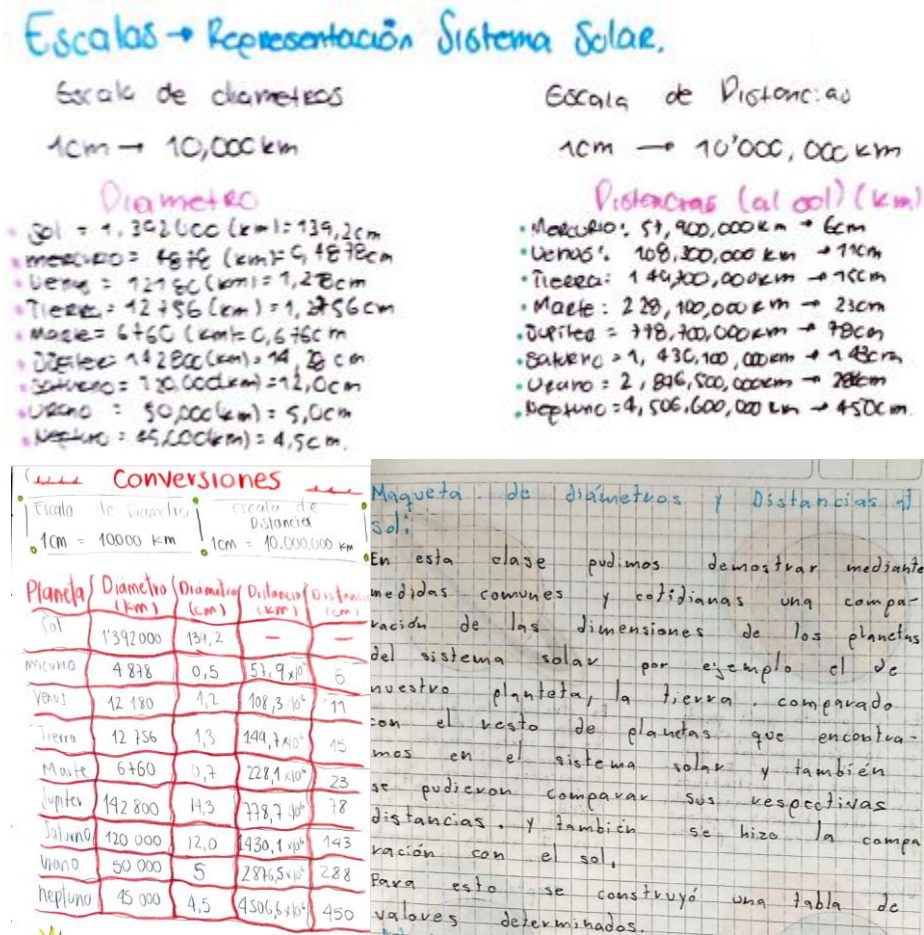 Escalas → Representación Sistema Solar.
Escala de diametros
1cm → 10,000 km
Diametro
Sol = 1,392000 (km) = 139,2cm
mercurio = 4878 (km) = 0,4878cm
Venus = 12180 (km) = 1,28cm
Tierra = 12756 (km) = 1,2756cm
Marte = 6760 (km) = 0,676cm
Júpiter = 142800 (km) = 14,28 cm
Saturno = 120,000 (km) = 12,0cm
Urano : 50,000 (km) = 5,0cm
Neptuno : 45,000 (km) = 4,5cm.
Escala de Distancias
1cm → 10'000,000 km
Distancias (al sol) (km)
Mercurio: 57,900,000km → 6cm
Venus: 108,300,000 km → 11cm
Tierra: 149,700,000km → 15cm
Marte: 228,100,000km → 23cm
Jupiter = 778,700,000km → 78cm
Saturno = 1,430,100,000km → 143cm
Urano = 2,876,500,000km → 288cm
Neptuno = 4,506,600,000 km → 450cm.
Conversiones
Escala de Diametro
1cm = 10000 km
Escala de
Distancias
1cm = 10.000,000 km
Planeta Diámetro (km) Diámetro (cm) Distancia (km) Distancia (cm)
Sol 1'392000 139,2 — —
mercurio 4878 0,5 57,9x10⁶ 6
Venus 12 180 1,2 108,3x10⁶ 11
Tierra 12 756 1,3 149,7x10⁶ 15
Marte 6760 0,7 228,1x10⁶ 23
Jupiter 142 800 14,3 778,7x10⁶ 78
Saturno 120 000 12,0 1430,1x10⁶ 143
Urano 50 000 5 2876,5x10⁶ 288
neptuno 45 000 4,5 4506,6x10⁶ 450
Maqueta de diámetros y Distancias al
sol:
En esta clase pudimos demostrar mediante
medidas comunes y cotidianas una compa-
ración de las dimensiones de los planetas
del sistema solar por ejemplo el de
nuestro planteta, la tierra. comparado
con el resto de planetas que encontra-
mos en el sistema solar y también
se pudieron comparar sus respectivas
distancias. y también se hizo la compa
ración con el sol.
Para esto se construyó una tabla de
valores determinados.